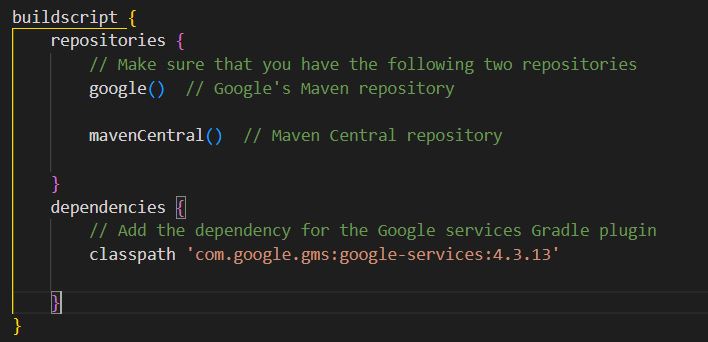 buildscript {
repositories {
// Make sure that you have the following two repositories
google()  // Google's Maven repository
mavenCentral()  // Maven Central repository
}
dependencies {
// Add the dependency for the Google services Gradle plugin
classpath 'com.google.gms:google-services:4.3.13'
}
}